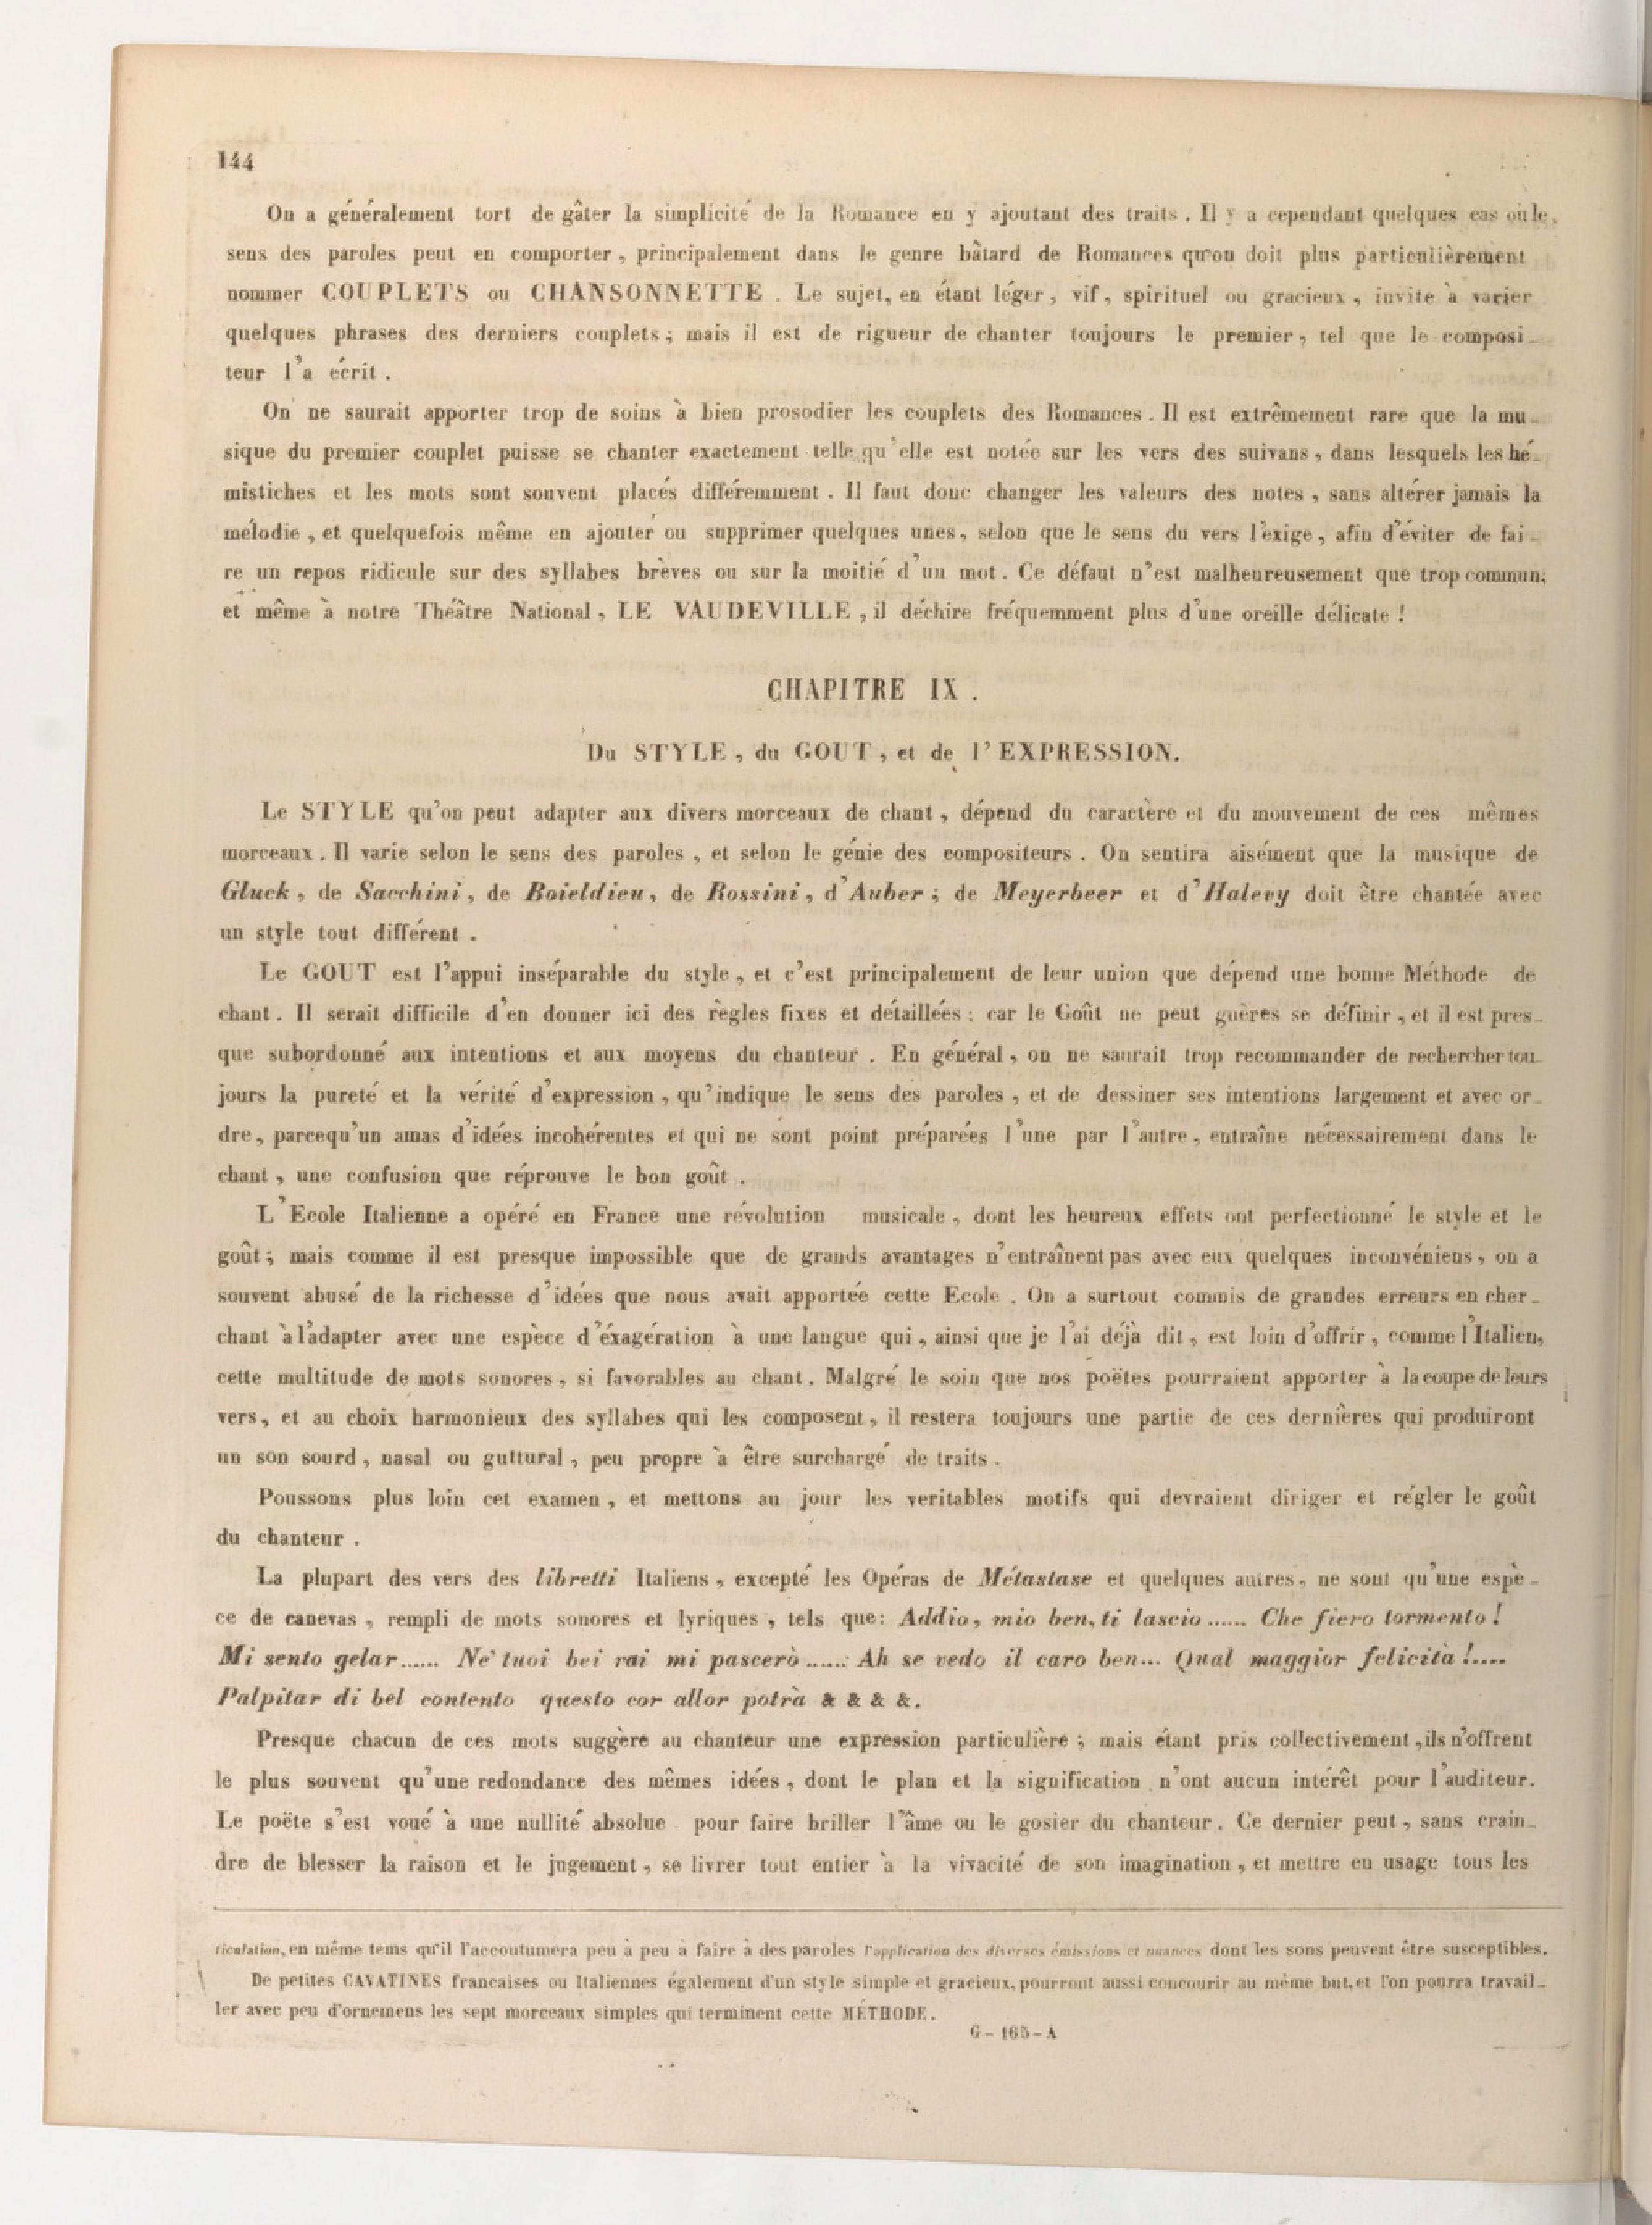 144
On a généralement tort de gâter la simplicité de la Romance en y ajoutant des traits. Il y a cependant quelques cas où le
sens des paroles peut en comporter, principalement dans le genre bâtard de Romances qu'on doit plus particulièrement
nommer COUPLETS ou CHANSONNETTE. Le sujet, en étant léger, vif, spirituel ou gracieux, invite à varier
quelques phrases des derniers couplets; mais il est de rigueur de chanter toujours le premier, tel que le composi-
teur l'a écrit.
On ne saurait apporter trop de soins à bien prosodier les couplets des Romances. Il est extrêmement rare que la mu-
sique du premier couplet puisse se chanter exactement telle qu'elle est notée sur les vers des suivans, dans lesquels les hé-
mistiches et les mots sont souvent placés différemment. Il faut donc changer les valeurs des notes, sans altérer jamais la
mélodie, et quelquefois même en ajouter ou supprimer quelques unes, selon que le sens du vers l'exige, afin d'éviter de fai-
re un repos ridicule sur des syllabes brèves ou sur la moitié d'un mot. Ce défaut n'est malheureusement que trop commun;
et même à notre Théâtre National, LE VAUDEVILLE, il déchire fréquemment plus d'une oreille délicate!
CHAPITRE IX.
Du STYLE, du GOUT, et de l'EXPRESSION.
Le STYLE qu'on peut adapter aux divers morceaux de chant, dépend du caractère et du mouvement de ces mêmes
morceaux. Il varie selon le sens des paroles, et selon le génie des compositeurs. On sentira aisément que la musique de
Gluck, de Sacchini, de Boieldieu, de Rossini, d'Auber; de Meyerbeer et d'Halevy doit être chantée avec
un style tout différent.
Le GOUT est l'appui inséparable du style, et c'est principalement de leur union que dépend une bonne Méthode de
chant. Il serait difficile d'en donner ici des règles fixes et détaillées: car le Goût ne peut guères se définir, et il est pres-
que subordonné aux intentions et aux moyens du chanteur. En général, on ne saurait trop recommander de rechercher tou-
jours la pureté et la vérité d'expression, qu'indique le sens des paroles, et de dessiner ses intentions largement et avec or-
dre, parcequ'un amas d'idées incohérentes et qui ne sont point préparées l'une par l'autre, entraîne nécessairement dans le
chant, une confusion que réprouve le bon goût.
L'Ecole Italienne a opéré en France une révolution musicale, dont les heureux effets ont perfectionné le style et le
goût; mais comme il est presque impossible que de grands avantages n'entraînent pas avec eux quelques inconvéniens, on a
souvent abusé de la richesse d'idées que nous avait apportée cette Ecole. On a surtout commis de grandes erreurs en cher-
chant à l'adapter avec une espèce d'éxagération à une langue qui, ainsi que je l'ai déjà dit, est loin d'offrir, comme l'Italien,
cette multitude de mots sonores, si favorables au chant. Malgré le soin que nos poëtes pourraient apporter à la coupe de leurs
vers, et au choix harmonieux des syllabes qui les composent, il restera toujours une partie de ces dernières qui produiront
un son sourd, nasal ou guttural, peu propre à être surchargé de traits.
Poussons plus loin cet examen, et mettons au jour les veritables motifs qui devraient diriger et régler le goût
du chanteur.
La plupart des vers des libretti Italiens, excepté les Opéras de Métastase et quelques autres, ne sont qu'une espè-
ce de canevas, rempli de mots sonores et lyriques, tels que: Addio, mio ben, ti lascio...... Che fiero tormento!
Mi sento gelar...... Ne' tuoi bei rai mi pascerò...... Ah se vedo il caro ben... Qual maggior felicità!....
Palpitar di bel contento questo cor allor potrà & & & &.
Presque chacun de ces mots suggère au chanteur une expression particulière; mais étant pris collectivement, ils n'offrent
le plus souvent qu'une redondance des mêmes idées, dont le plan et la signification n'ont aucun intérêt pour l'auditeur.
Le poëte s'est voué à une nullité absolue pour faire briller l'âme ou le gosier du chanteur. Ce dernier peut, sans crain-
dre de blesser la raison et le jugement, se livrer tout entier à la vivacité de son imagination, et mettre en usage tous les
ticulation, en même tems qu'il l'accoutumera peu à peu à faire à des paroles l'application des diverses émissions et nuances dont les sons peuvent être susceptibles.
De petites CAVATINES francaises ou Italiennes également d'un style simple et gracieux, pourront aussi concourir au même but, et l'on pourra travail-
ler avec peu d'ornemens les sept morceaux simples qui terminent cette MÉTHODE.
G-165-A